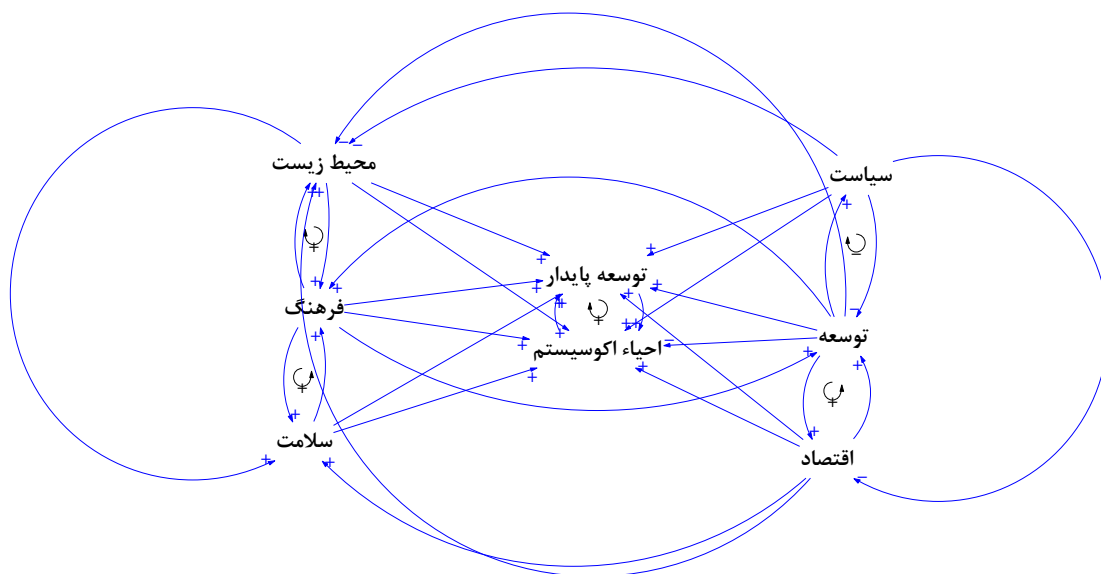 محیط زیست
سیاست
توسعه پایدار
فرهنگ
توسعه
احیاء اکوسیستم
سلامت
اقتصاد